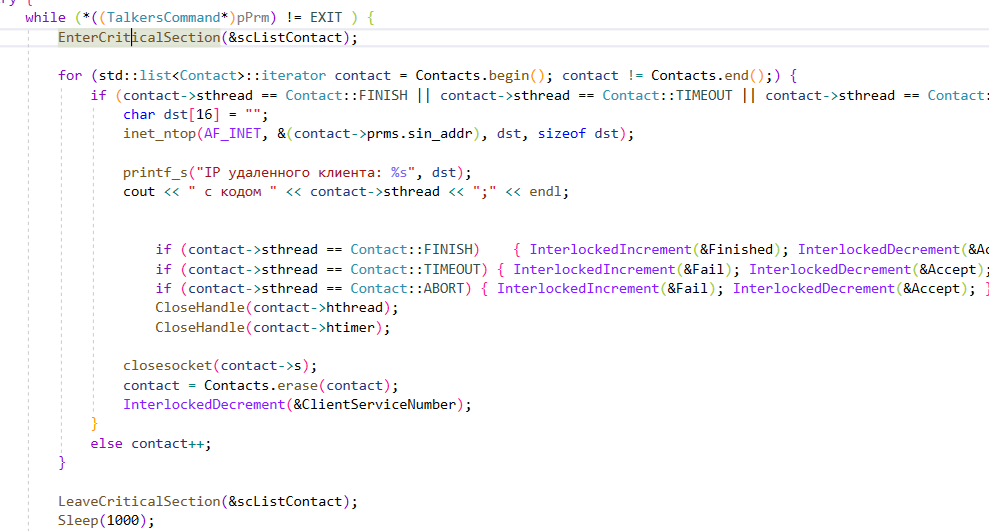 ry {
while (*((TalkersCommand*)pPrm) != EXIT ) {
EnterCriticalSection(&scListContact);
for (std::list<Contact>::iterator contact = Contacts.begin(); contact != Contacts.end();) {
if (contact->sthread == Contact::FINISH || contact->sthread == Contact::TIMEOUT || contact->sthread == Contact:
char dst[16] = "";
inet_ntop(AF_INET, &(contact->prms.sin_addr), dst, sizeof dst);
printf_s("IP удаленного клиента: %s", dst);
cout << " с кодом " << contact->sthread << ";" << endl;
if (contact->sthread == Contact::FINISH) { InterlockedIncrement(&Finished); InterlockedDecrement(&Ac
if (contact->sthread == Contact::TIMEOUT) { InterlockedIncrement(&Fail); InterlockedDecrement(&Accept);
if (contact->sthread == Contact::ABORT) { InterlockedIncrement(&Fail); InterlockedDecrement(&Accept); }
CloseHandle(contact->hthread);
CloseHandle(contact->htimer);
closesocket(contact->s);
contact = Contacts.erase(contact);
InterlockedDecrement(&ClientServiceNumber);
}
else contact++;
}
LeaveCriticalSection(&scListContact);
Sleep(1000);